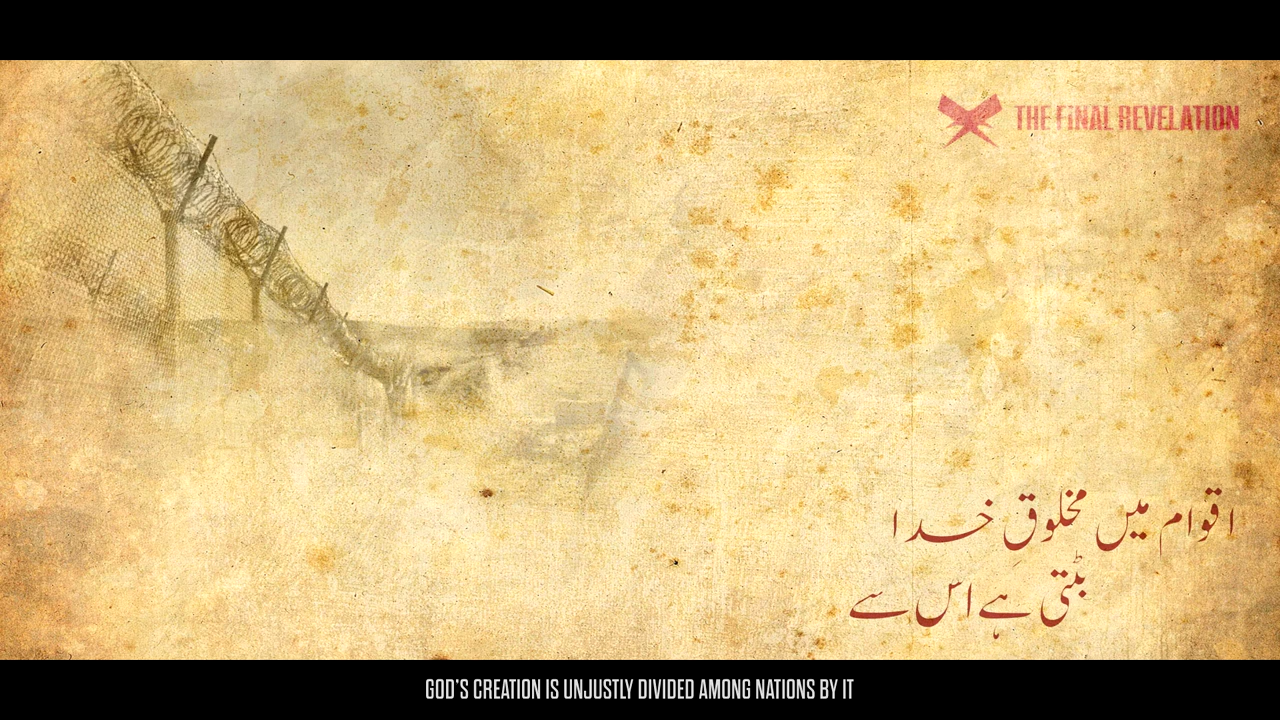 THE FINAL REVELATION
اقوام میں مخلوقِ خدا
بٹتی ہے اس سے
GOD'S CREATION IS UNJUSTLY DIVIDED AMONG NATIONS BY IT